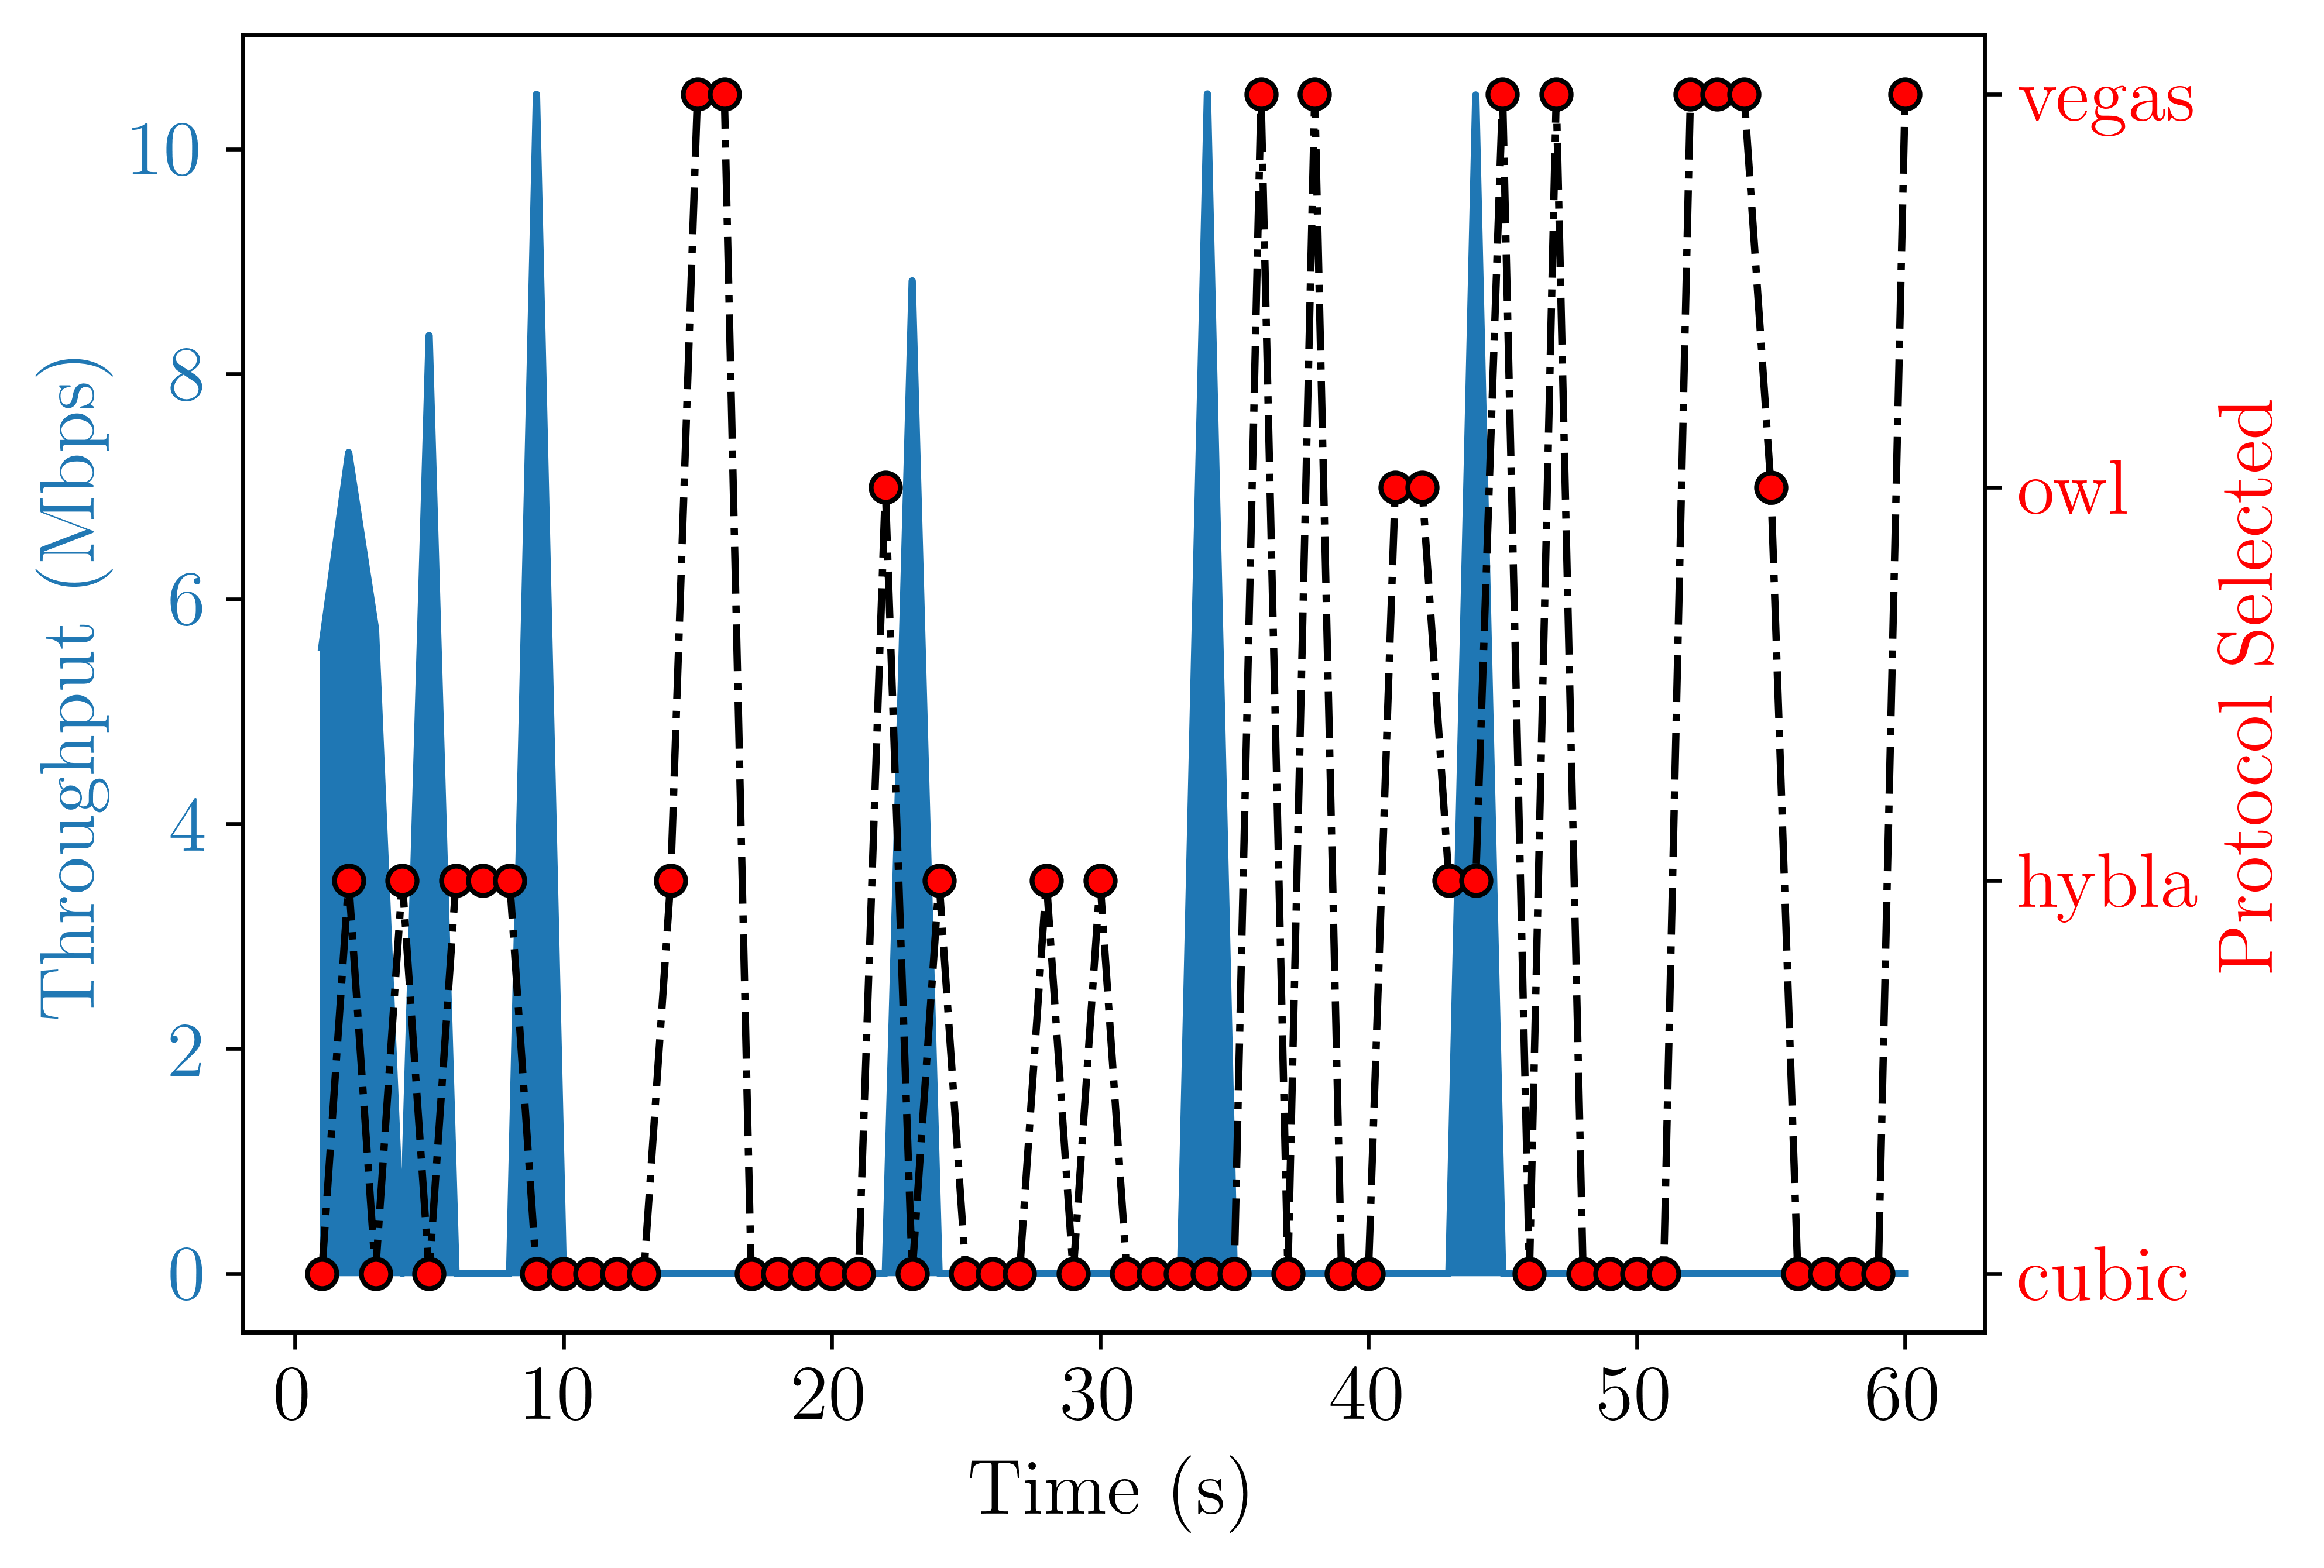 Throughput (Mbps)
10
8
6
4
2
0
vegas
owl
hybla
cubic
Protocol Selected
0 10 20 30 40 50 60
Time (s)